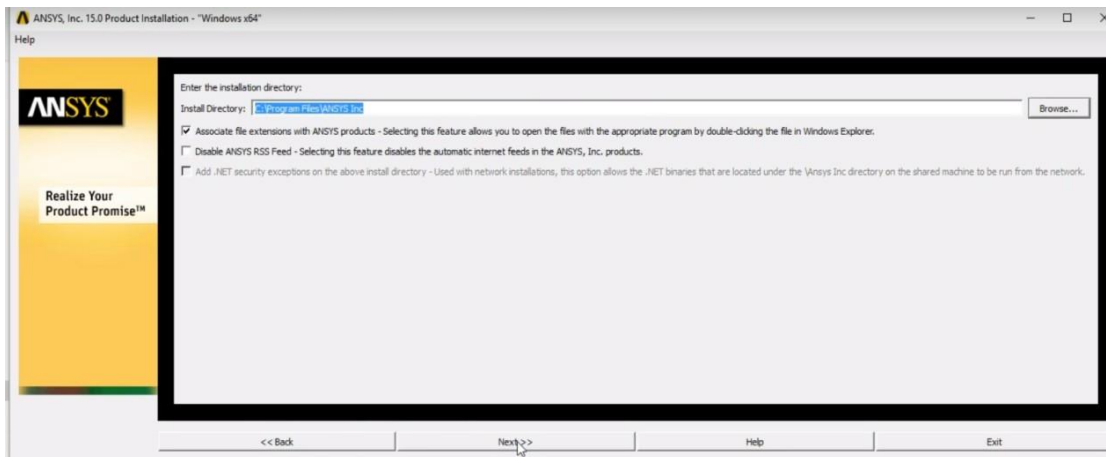 ANSYS, Inc. 15.0 Product Installation - "Windows x64"
Help
ANSYS
Realize Your
Product Promise™
Enter the installation directory:
Install Directory: C:\Program Files\ANSYS Inc
Browse...
Associate file extensions with ANSYS products - Selecting this feature allows you to open the files with the appropriate program by double-clicking the file in Windows Explorer.
Disable ANSYS RSS Feed - Selecting this feature disables the automatic internet feeds in the ANSYS, Inc. products.
Add .NET security exceptions on the above install directory - Used with network installations, this option allows the .NET binaries that are located under the \Ansys Inc directory on the shared machine to be run from the network.
<< Back
Next >>
Help
Exit